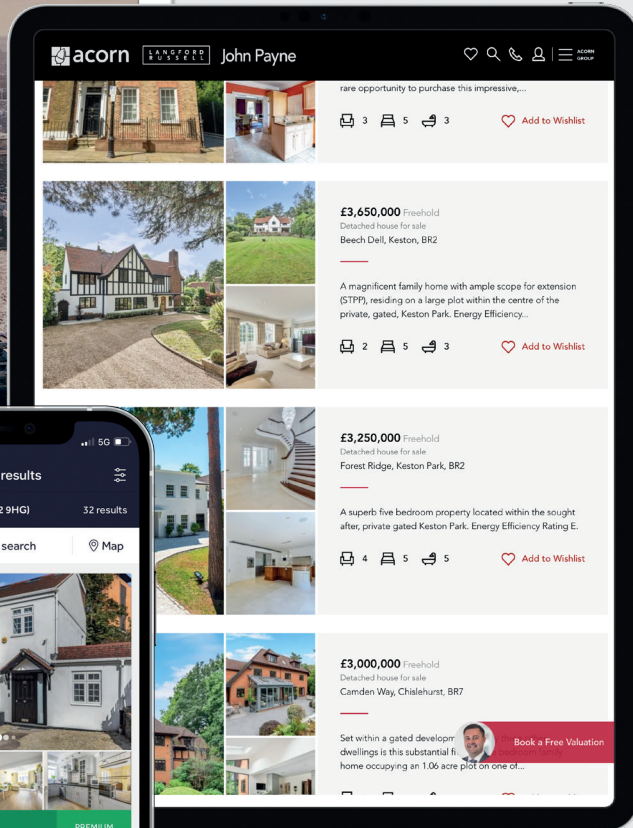 acorn
LANGFORD
RUSSELL
John Payne
ACORN
GROUP
rare opportunity to purchase this impressive,...
3 5 3
Add to Wishlist
£3,650,000 Freehold
Detached house for sale
Beech Dell, Keston, BR2
A magnificent family home with ample scope for extension
(STPP), residing on a large plot within the centre of the
private, gated, Keston Park. Energy Efficiency...
2 5 3
Add to Wishlist
£3,250,000 Freehold
Detached house for sale
Forest Ridge, Keston Park, BR2
A superb five bedroom property located within the sought
after, private gated Keston Park. Energy Efficiency Rating E.
4 5 5
Add to Wishlist
£3,000,000 Freehold
Detached house for sale
Camden Way, Chislehurst, BR7
Set within a gated developm
dwellings is this substantial
home occupying an 1.06 acre plot on one of...
Book a Free Valuation
5G
results
2 9HG) 32 results
search Map
PREMIUM